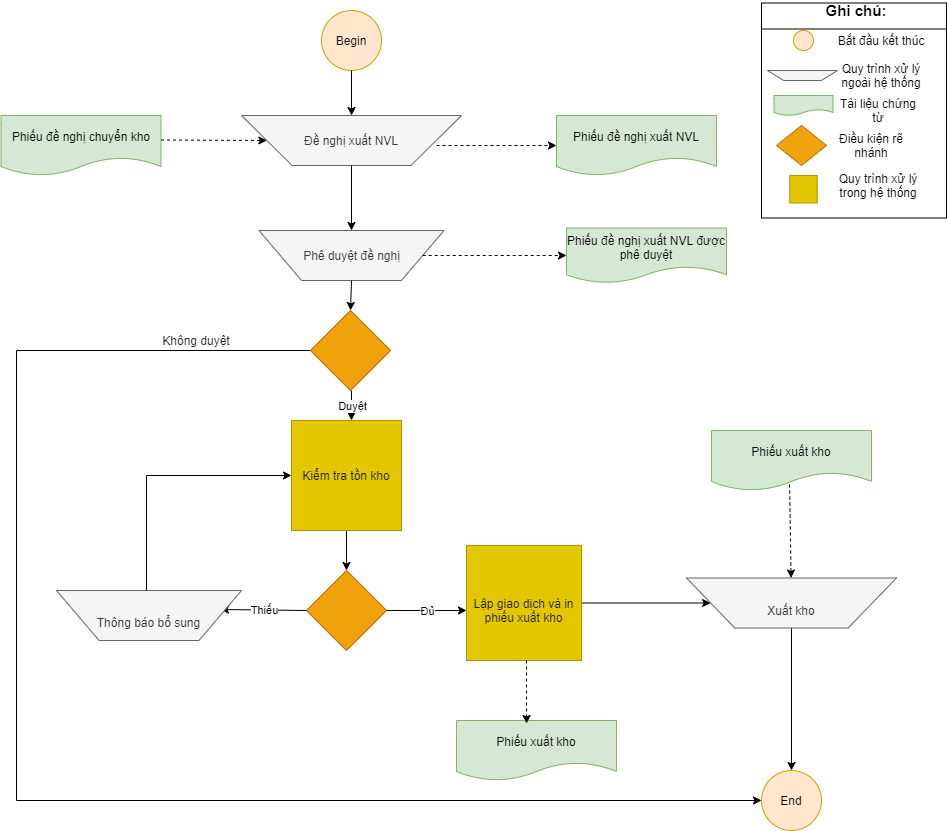 Ghi chú:
Bắt đầu kết thúc
Quy trình xử lý
ngoài hệ thống
Tài liệu chứng
từ
Điều kiện rẽ
nhánh
Quy trình xử lý
trong hệ thống
Begin
Phiếu đề nghị chuyển kho
Đề nghị xuất NVL
Phiếu đề nghị xuất NVL
Phê duyệt đề nghị
Phiếu đề nghị xuất NVL được
phê duyệt
Không duyệt
Duyệt
Kiểm tra tồn kho
Phiếu xuất kho
Thông báo bổ sung
Thiếu
Đủ
Lập giao dịch và in
phiếu xuất kho
Xuất kho
Phiếu xuất kho
End